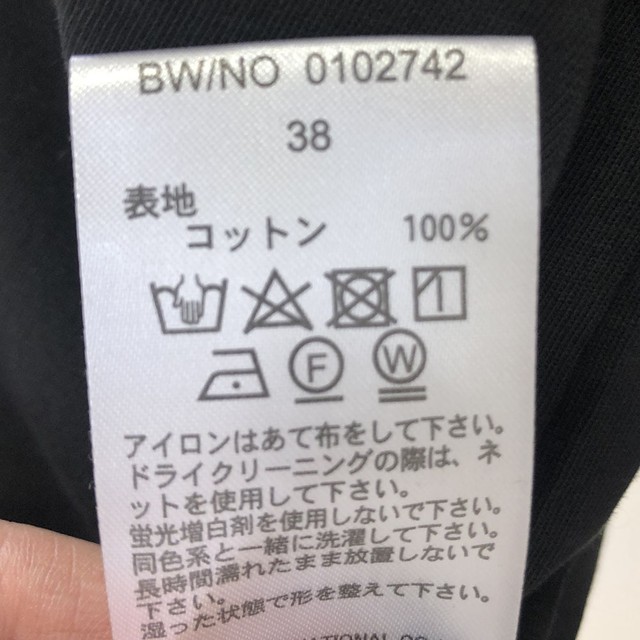 BW/NO 0102742
38
表地
コットン 100%
F W
アイロンはあて布をして下さい。
ドライクリーニングの際は、ネ
ットを使用して下さい。
蛍光増白剤を使用しないで下さい。
同色系と一緒に洗濯して下さい。
長時間濡れたまま放置しないで
下さい。
湿った状態で形を整えて下さい。